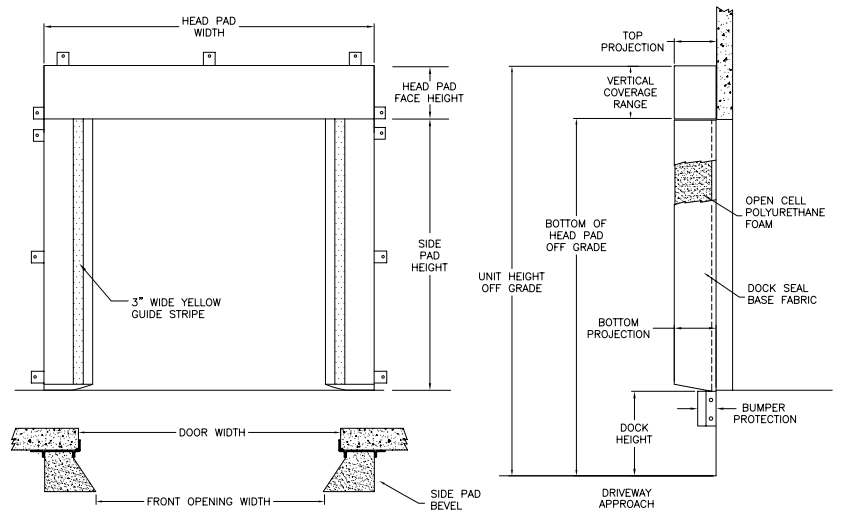 HEAD PAD
WIDTH
HEAD PAD
FACE HEIGHT
SIDE
PAD
HEIGHT
3" WIDE YELLOW
GUIDE STRIPE
DOOR WIDTH
FRONT OPENING WIDTH
SIDE PAD
BEVEL
TOP
PROJECTION
VERTICAL
COVERAGE
RANGE
OPEN CELL
POLYURETHANE
FOAM
BOTTOM OF
HEAD PAD
OFF GRADE
UNIT HEIGHT
OFF GRADE
DOCK SEAL
BASE FABRIC
BOTTOM
PROJECTION
BUMPER
PROTECTION
DOCK
HEIGHT
DRIVEWAY
APPROACH